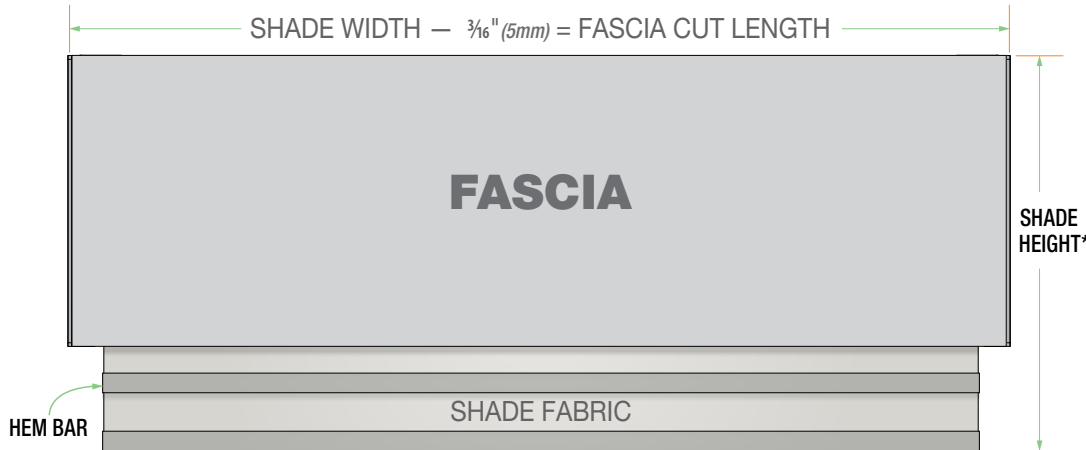 SHADE WIDTH — 3⁄16" (5mm) = FASCIA CUT LENGTH
FASCIA
SHADE
HEIGHT*
HEM BAR
SHADE FABRIC